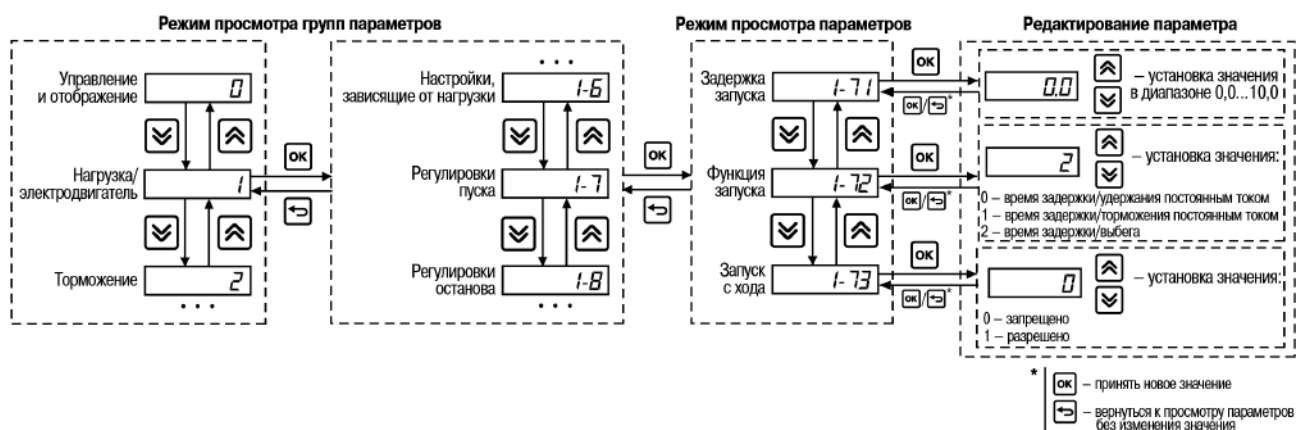 Режим просмотра групп параметров
Режим просмотра параметров
Редактирование параметра
Управление
и отображение
0
Нагрузка/
электродвигатель
1
Торможение
2
. . .
OK
. . .
Настройки,
зависящие от нагрузки
1-6
Регулировки
пуска
1-7
Регулировки
останова
1-8
. . .
OK
Задержка
запуска
1-71
Функция
запуска
1-72
Запуск
с хода
1-73
OK
OK/ *
OK
OK/ *
OK
OK/ *
0.0
– установка значения
в диапазоне 0,0...10,0
2
– установка значения:
0 – время задержки/удержания постоянным током
1 – время задержки/торможения постоянным током
2 – время задержки/выбега
0
– установка значения:
0 – запрещено
1 – разрешено
*
OK – принять новое значение
– вернуться к просмотру параметров
без изменения значения